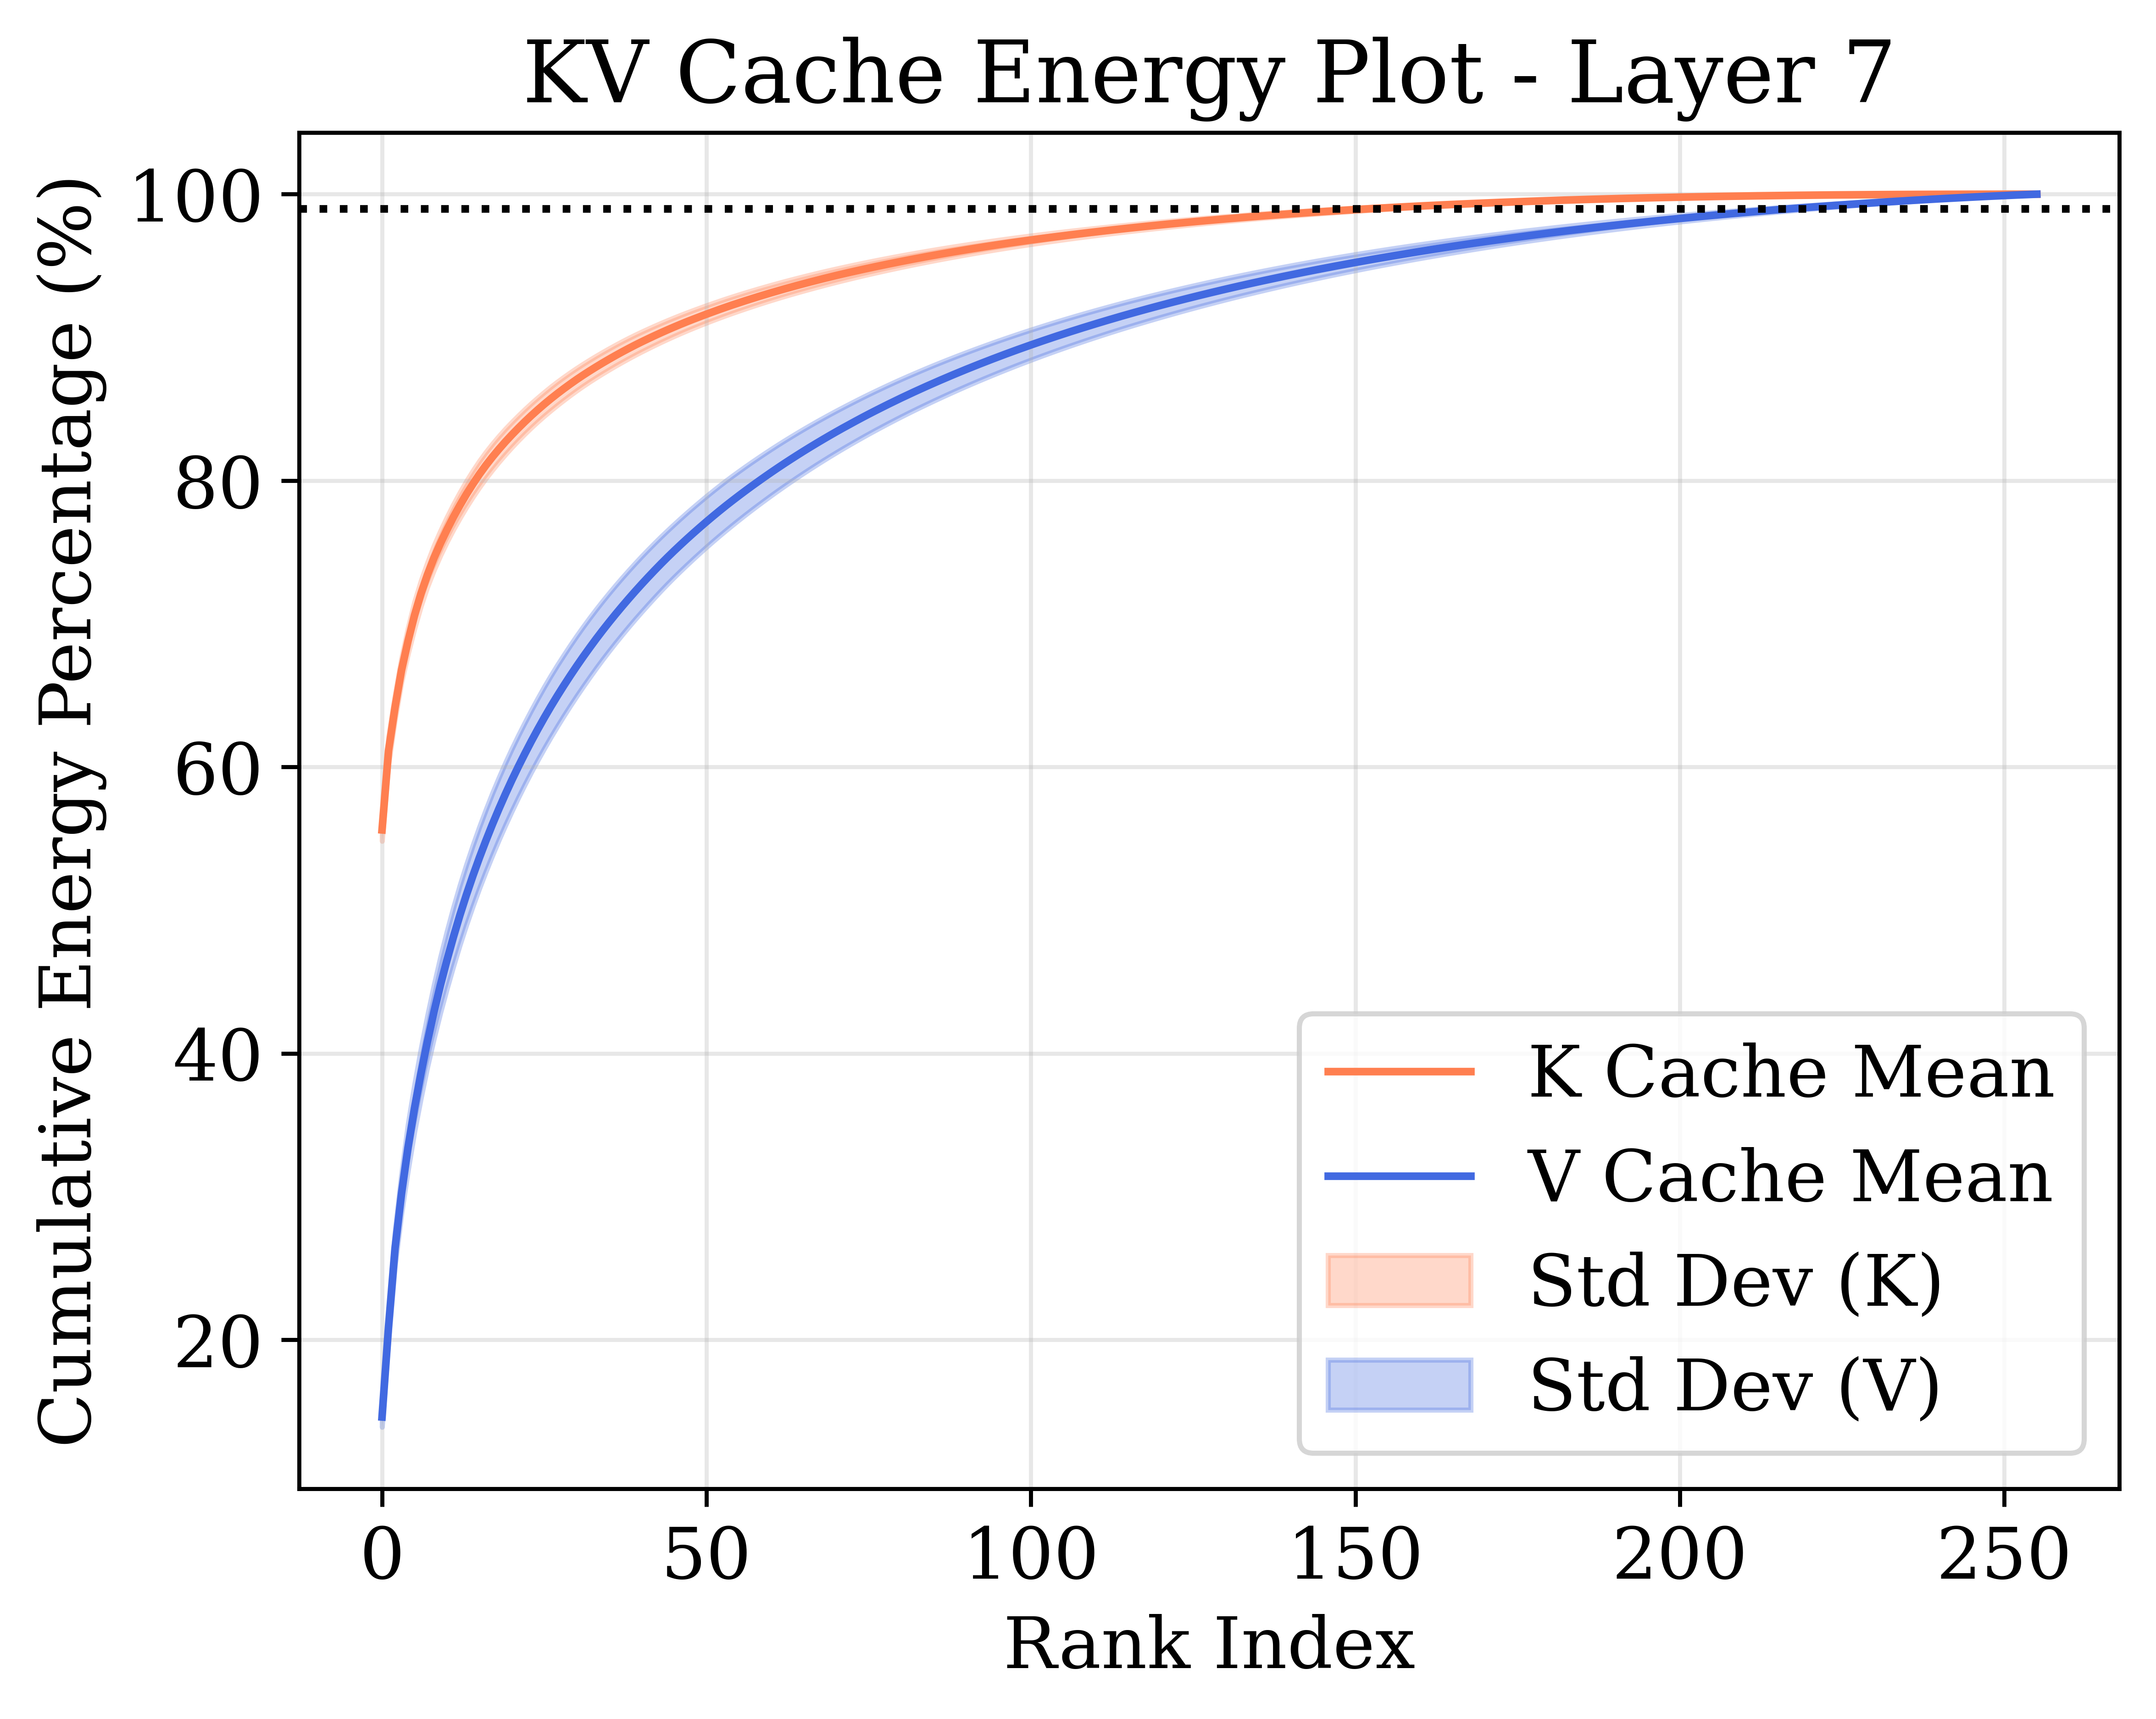 KV Cache Energy Plot - Layer 7
Cumulative Energy Percentage (%)
100
80
60
40
20
K Cache Mean
V Cache Mean
Std Dev (K)
Std Dev (V)
0 50 100 150 200 250
Rank Index